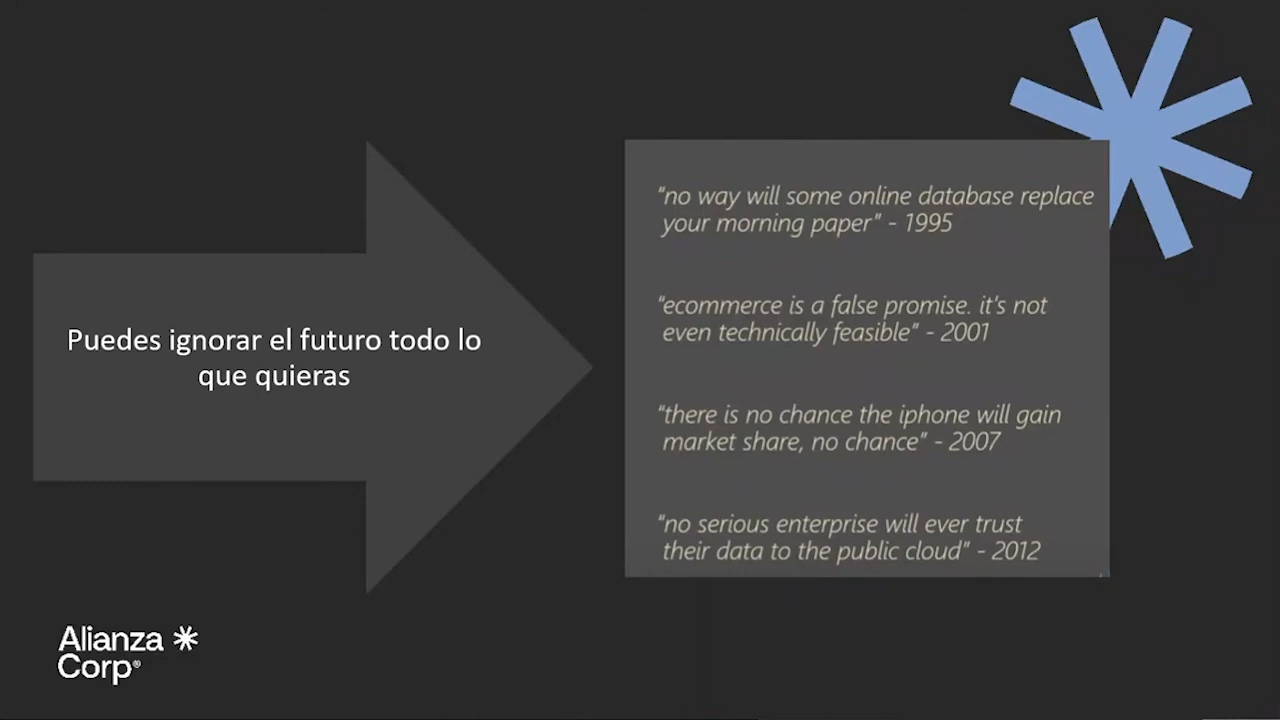 Puedes ignorar el futuro todo lo
que quieras
"no way will some online database replace
your morning paper" - 1995
"ecommerce is a false promise. it's not
even technically feasible" - 2001
"there is no chance the iphone will gain
market share, no chance" - 2007
"no serious enterprise will ever trust
their data to the public cloud" - 2012
Alianza
Corp®